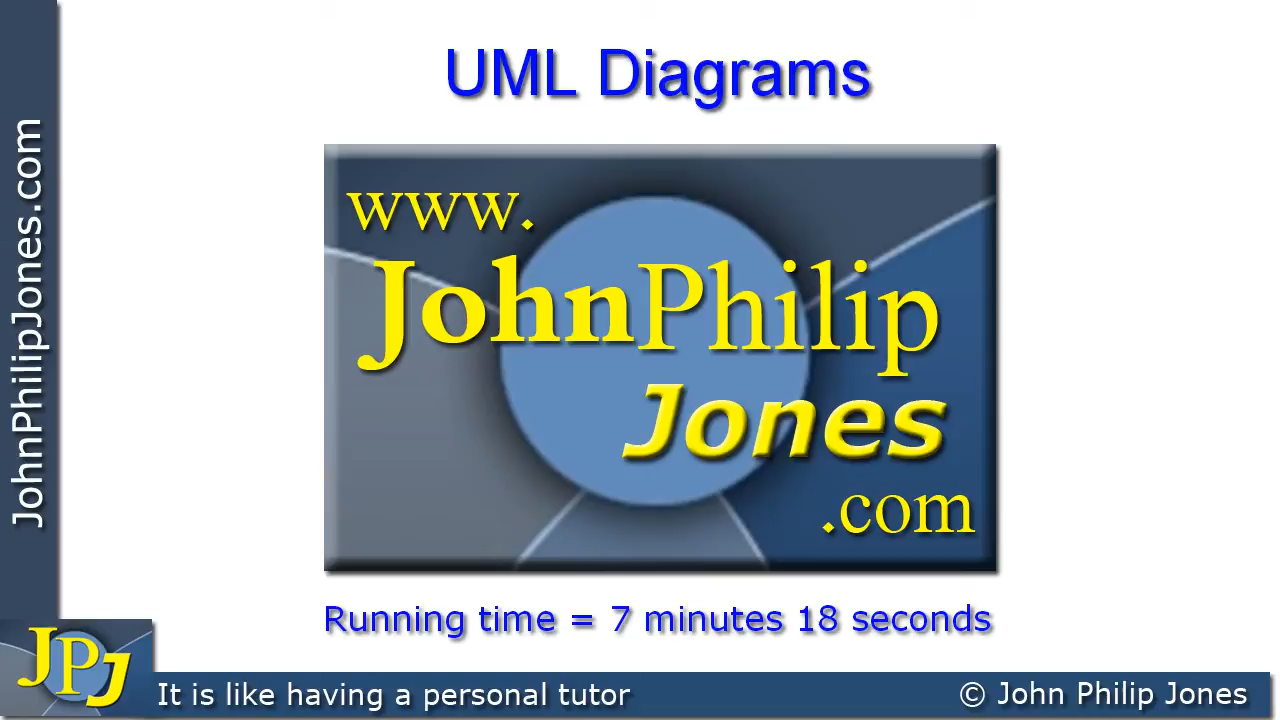 UML Diagrams
JohnPhilipJones.com
www.
JohnPhilip
Jones
.com
Running time = 7 minutes 18 seconds
JPJ
It is like having a personal tutor
© John Philip Jones